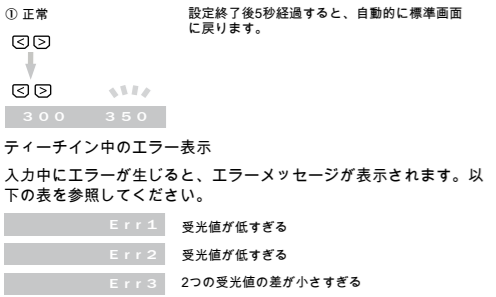 ① 正常
設定終了後5秒経過すると、自動的に標準画面
に戻ります。
300 350
ティーチイン中のエラー表示
入力中にエラーが生じると、エラーメッセージが表示されます。以
下の表を参照してください。
Err1 受光値が低すぎる
Err2 受光値が低すぎる
Err3 2つの受光値の差が小さすぎる